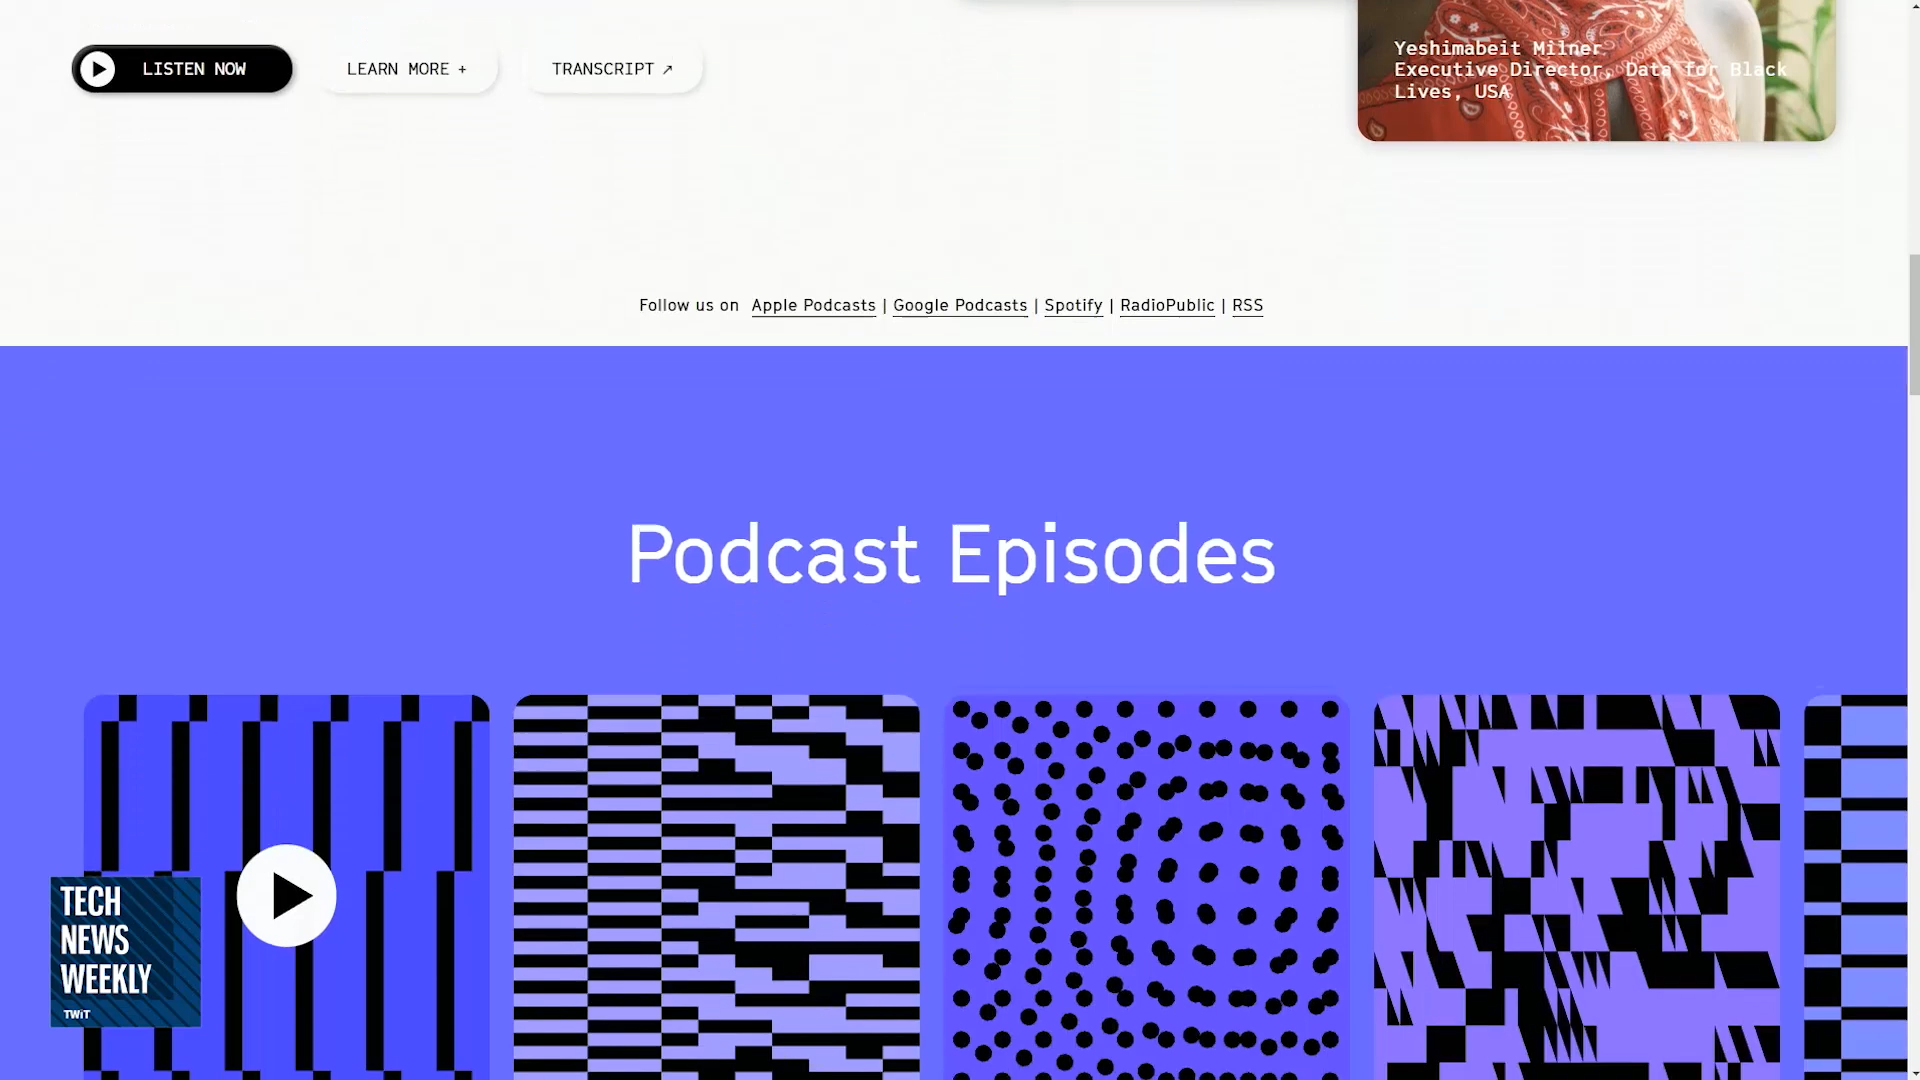 LISTEN NOW
LEARN MORE +
TRANSCRIPT ↗
Yeshimabeit Milner
Executive Director, Data for Black
Lives, USA
Follow us on Apple Podcasts | Google Podcasts | Spotify | RadioPublic | RSS
Podcast Episodes
TECH
NEWS
WEEKLY
TWiT